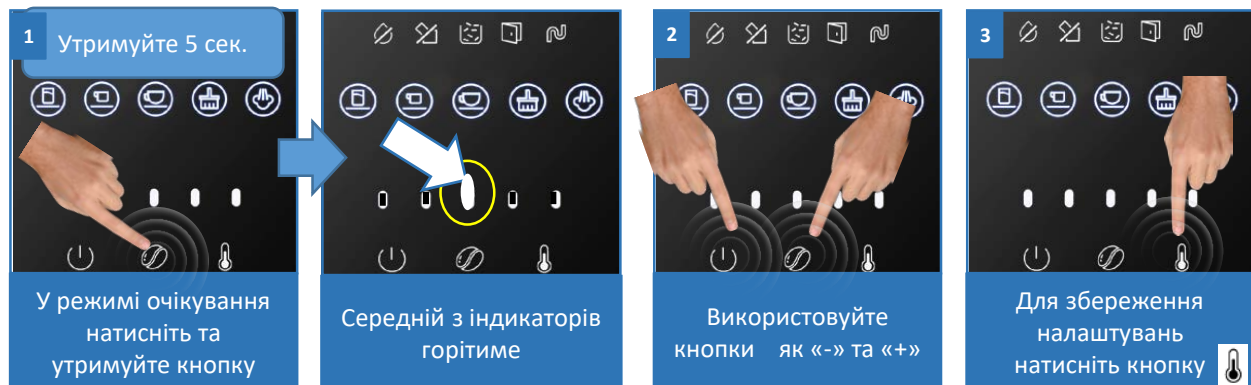 1
Утримуйте 5 сек.
У режимі очікування
натисніть та
утримуйте кнопку
Середній з індикаторів
горітиме
2
Використовуйте
кнопки як «-» та «+»
3
Для збереження
налаштувань
натисніть кнопку